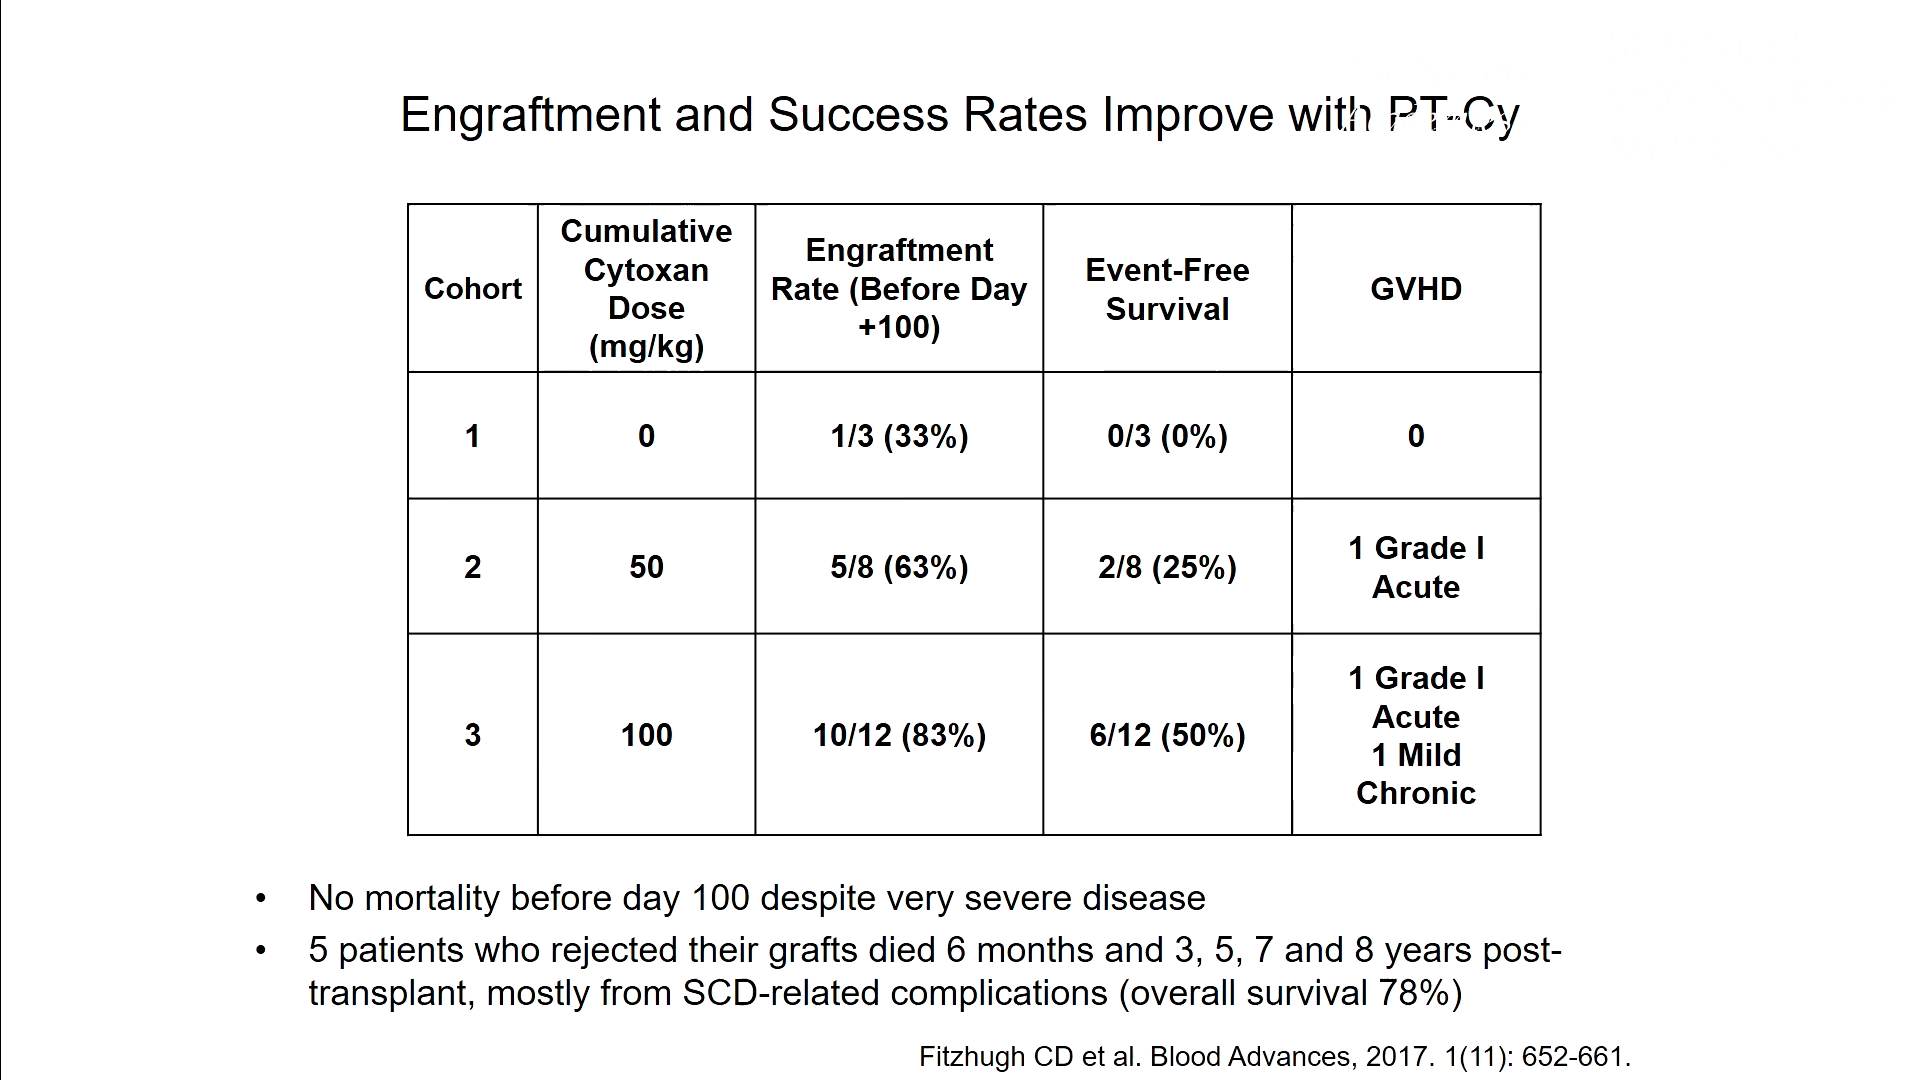 Engraftment and Success Rates Improve with PT-Cy
Cohort
Cumulative
Cytoxan
Dose
(mg/kg)
Engraftment
Rate (Before Day
+100)
Event-Free
Survival
GVHD
1
0
1/3 (33%)
0/3 (0%)
0
2
50
5/8 (63%)
2/8 (25%)
1 Grade I
Acute
3
100
10/12 (83%)
6/12 (50%)
1 Grade I
Acute
1 Mild
Chronic
• No mortality before day 100 despite very severe disease
• 5 patients who rejected their grafts died 6 months and 3, 5, 7 and 8 years post-
transplant, mostly from SCD-related complications (overall survival 78%)
Fitzhugh CD et al. Blood Advances, 2017. 1(11): 652-661.